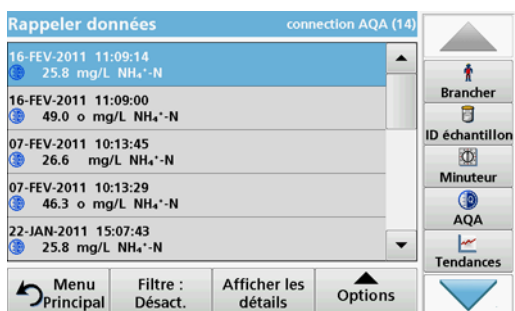 Rappeler données
connection AQA (14)
16-FEV-2011 11:09:14
25.8 mg/L NH₄⁺-N
16-FEV-2011 11:09:00
49.0 o mg/L NH₄⁺-N
07-FEV-2011 10:13:45
26.6 mg/L NH₄⁺-N
07-FEV-2011 10:13:29
46.3 o mg/L NH₄⁺-N
22-JAN-2011 15:07:43
25.8 mg/L NH₄⁺-N
Menu
Principal
Filtre :
Désact.
Afficher les
détails
Options
Brancher
ID échantillon
Minuteur
AQA
Tendances